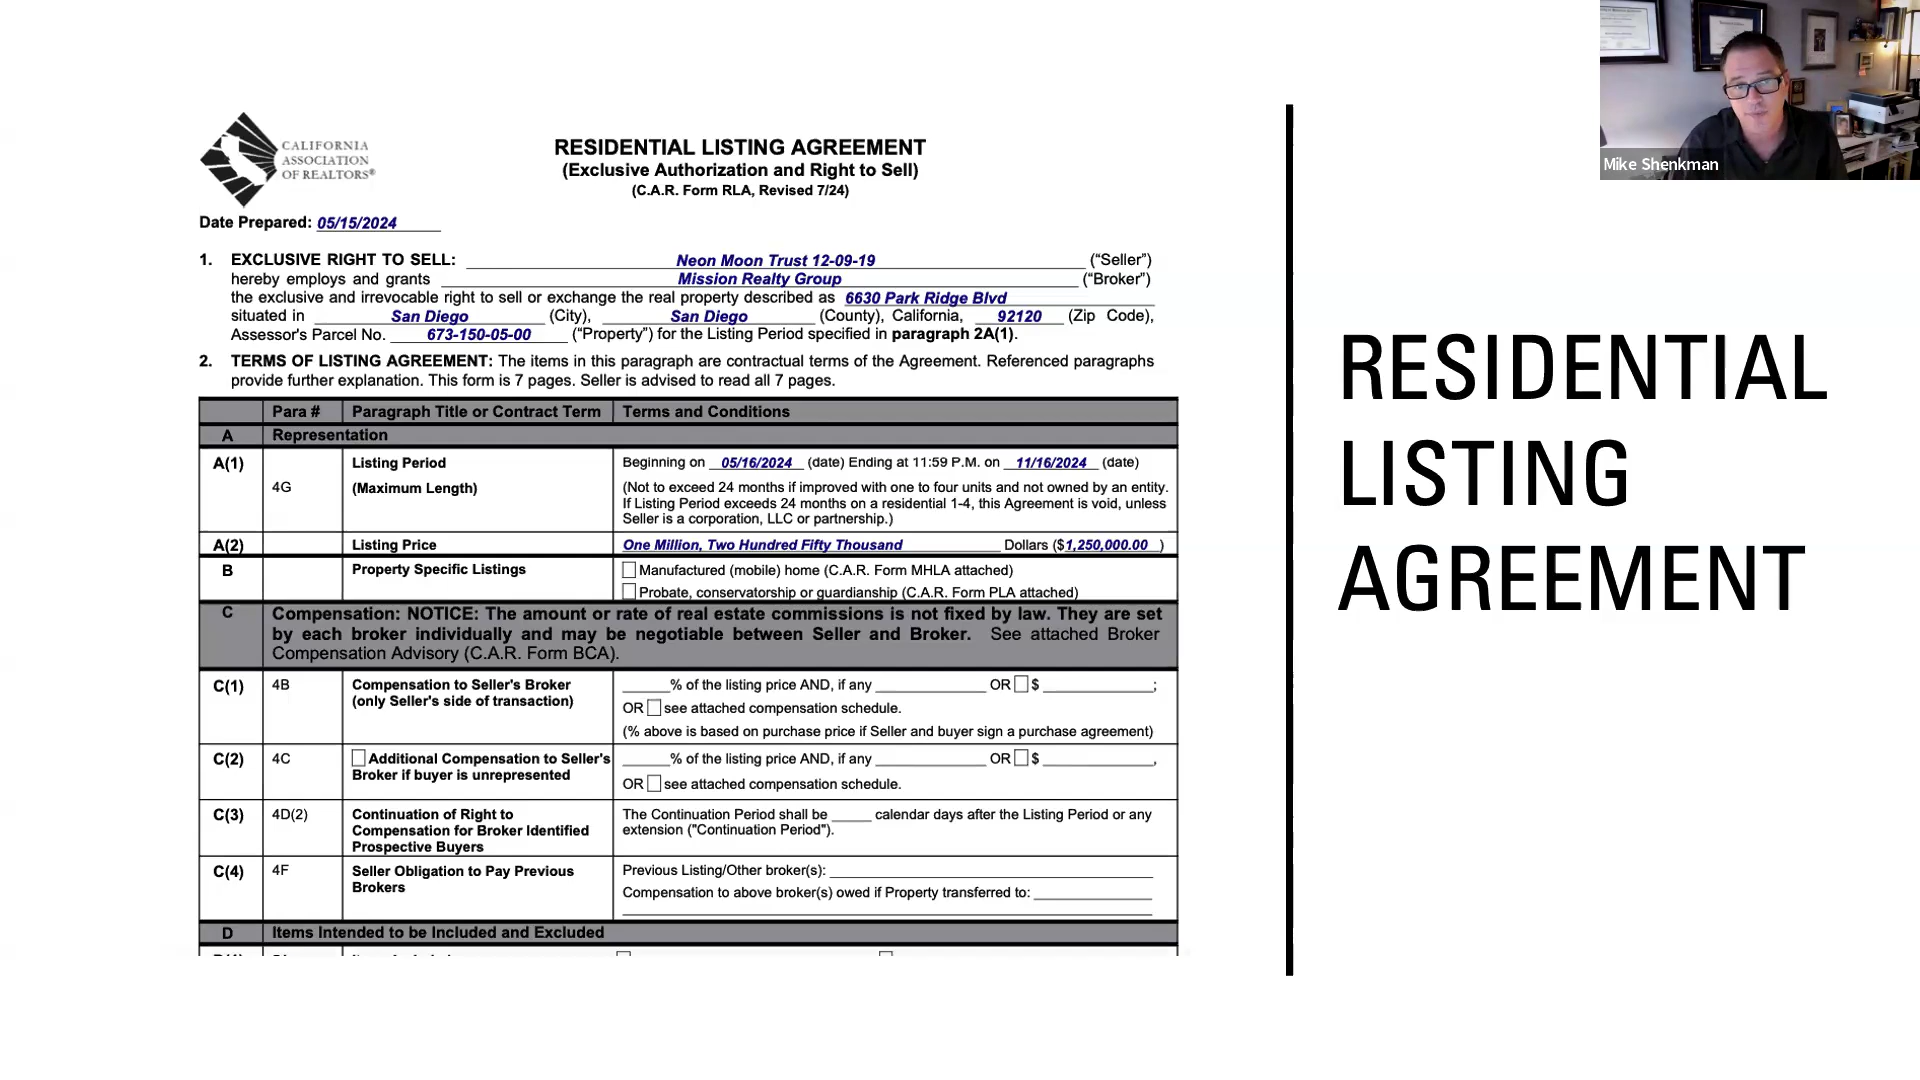 Mike Shenkman
CALIFORNIA
ASSOCIATION
OF REALTORS®
RESIDENTIAL LISTING AGREEMENT
(Exclusive Authorization and Right to Sell)
(C.A.R. Form RLA, Revised 7/24)
Date Prepared: 05/15/2024
1. EXCLUSIVE RIGHT TO SELL: Neon Moon Trust 12-09-19 (“Seller”)
hereby employs and grants Mission Realty Group (“Broker”)
the exclusive and irrevocable right to sell or exchange the real property described as 6630 Park Ridge Blvd
situated in San Diego (City), San Diego (County), California, 92120 (Zip Code),
Assessor's Parcel No. 673-150-05-00 (“Property”) for the Listing Period specified in paragraph 2A(1).
2. TERMS OF LISTING AGREEMENT: The items in this paragraph are contractual terms of the Agreement. Referenced paragraphs
provide further explanation. This form is 7 pages. Seller is advised to read all 7 pages.
Para # Paragraph Title or Contract Term Terms and Conditions
A Representation
A(1) Listing Period Beginning on 05/16/2024 (date) Ending at 11:59 P.M. on 11/16/2024 (date)
4G (Maximum Length) (Not to exceed 24 months if improved with one to four units and not owned by an entity.
If Listing Period exceeds 24 months on a residential 1-4, this Agreement is void, unless
Seller is a corporation, LLC or partnership.)
A(2) Listing Price One Million, Two Hundred Fifty Thousand Dollars ($1,250,000.00 )
B Property Specific Listings Manufactured (mobile) home (C.A.R. Form MHLA attached)
Probate, conservatorship or guardianship (C.A.R. Form PLA attached)
C Compensation: NOTICE: The amount or rate of real estate commissions is not fixed by law. They are set
by each broker individually and may be negotiable between Seller and Broker. See attached Broker
Compensation Advisory (C.A.R. Form BCA).
C(1) 4B Compensation to Seller's Broker ______% of the listing price AND, if any ______________ OR $ ______________;
(only Seller's side of transaction)
OR see attached compensation schedule.
(% above is based on purchase price if Seller and buyer sign a purchase agreement)
C(2) 4C Additional Compensation to Seller's ______% of the listing price AND, if any ______________ OR $ ______________,
Broker if buyer is unrepresented
OR see attached compensation schedule.
C(3) 4D(2) Continuation of Right to The Continuation Period shall be _____ calendar days after the Listing Period or any
Compensation for Broker Identified extension ("Continuation Period").
Prospective Buyers
C(4) 4F Seller Obligation to Pay Previous Previous Listing/Other broker(s): ______________
Brokers Compensation to above broker(s) owed if Property transferred to: ______________
D Items Intended to be Included and Excluded
RESIDENTIAL
LISTING
AGREEMENT